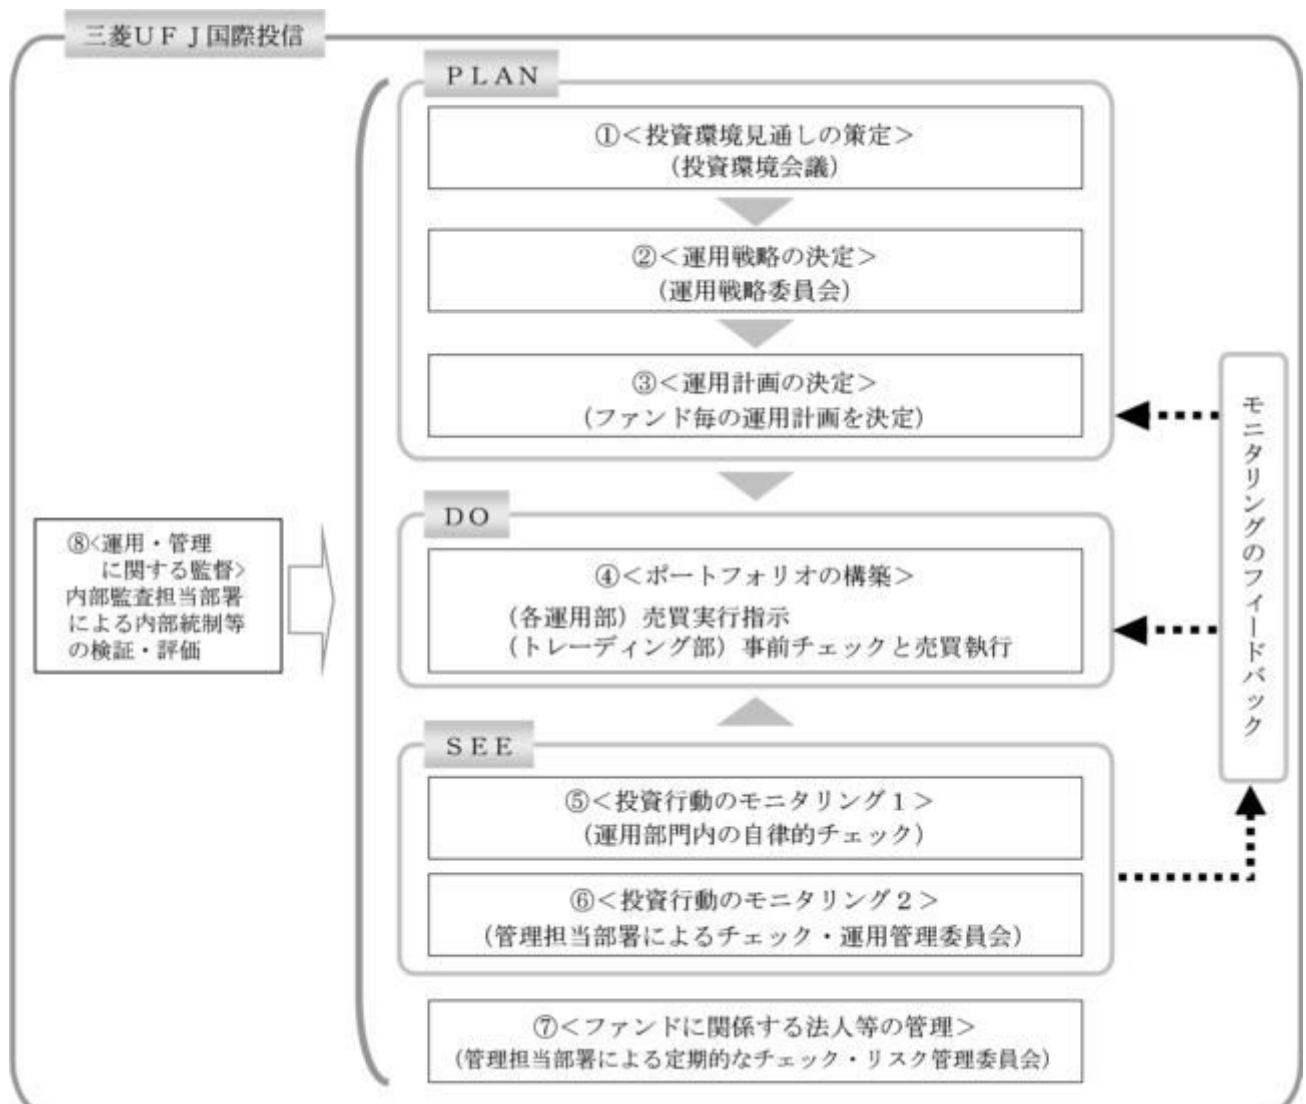 三菱ＵＦＪ国際投信
ＰＬＡＮ
①＜投資環境見通しの策定＞
（投資環境会議）
②＜運用戦略の決定＞
（運用戦略委員会）
③＜運用計画の決定＞
（ファンド毎の運用計画を決定）
ＤＯ
④＜ポートフォリオの構築＞
（各運用部）売買実行指示
（トレーディング部）事前チェックと売買執行
ＳＥＥ
⑤＜投資行動のモニタリング１＞
（運用部門内の自律的チェック）
⑥＜投資行動のモニタリング２＞
（管理担当部署によるチェック・運用管理委員会）
⑦＜ファンドに関係する法人等の管理＞
（管理担当部署による定期的なチェック・リスク管理委員会）
⑧<運用・管理
に関する監督>
内部監査担当部署
による内部統制等
の検証・評価
モニタリングのフィードバック